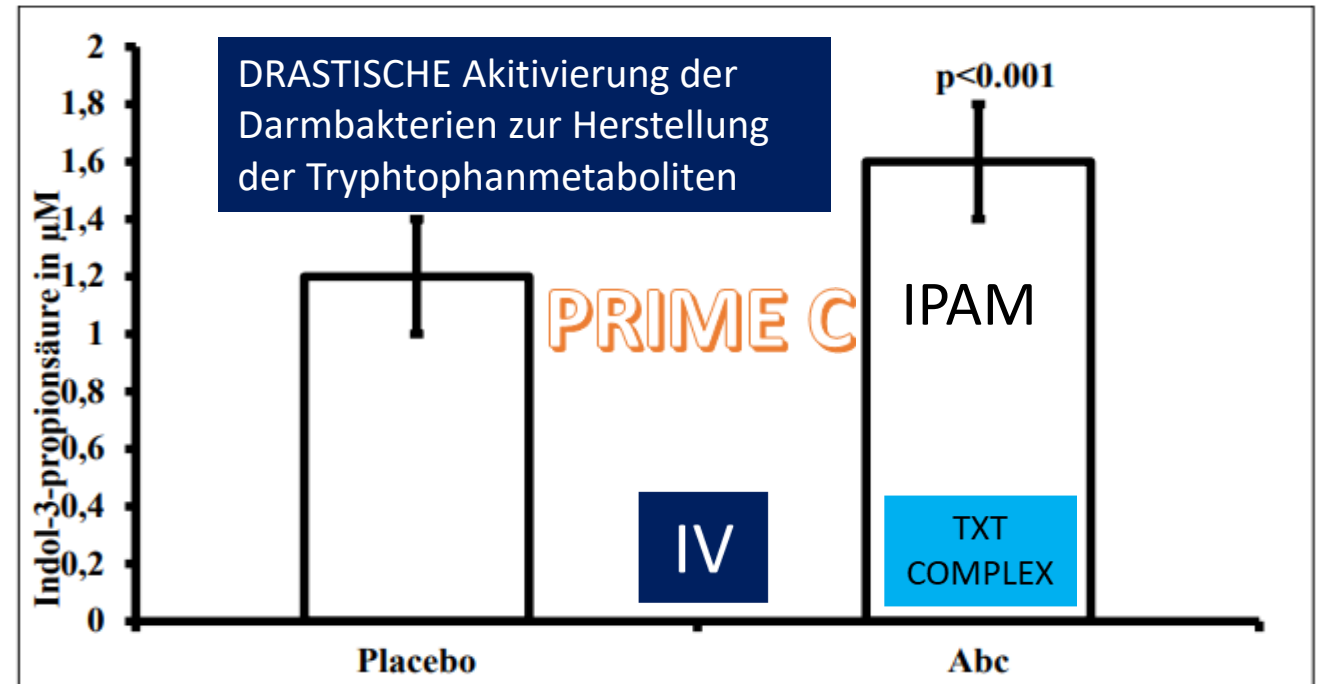 DRASTISCHE Akitivierung der
Darmbakterien zur Herstellung
der Tryphtophanmetaboliten
p<0.001
Indol-3-propionsäure in µM
2
1,8
1,6
1,4
1,2
1
0,8
0,6
0,4
0,2
0
PRIME C
IPAM
IV
TXT
COMPLEX
Placebo
Abc